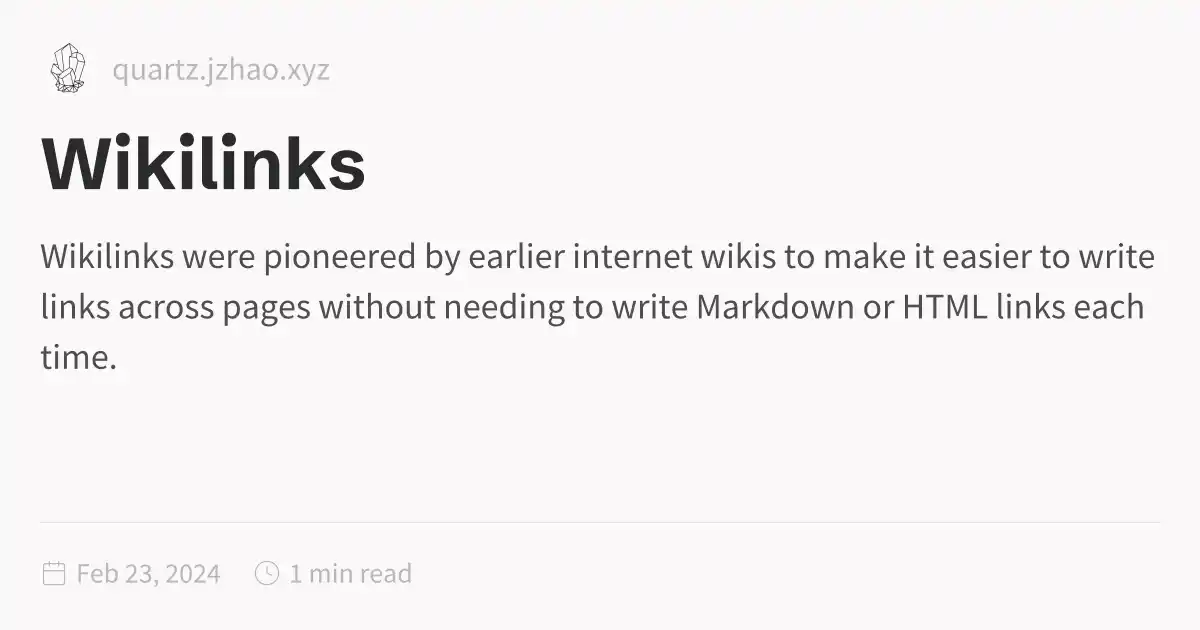 quartz.jzhao.xyz
Wikilinks
Wikilinks were pioneered by earlier internet wikis to make it easier to write
links across pages without needing to write Markdown or HTML links each
time.
Feb 23, 2024 1 min read